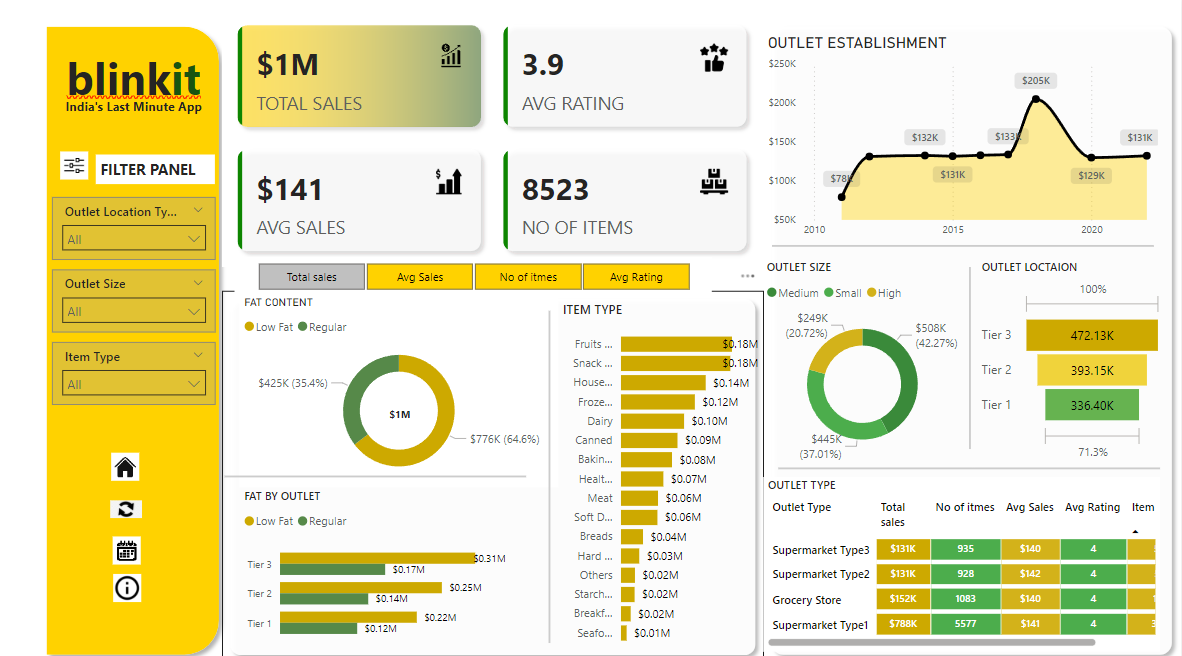 blinkit
India's Last Minute App
FILTER PANEL
Outlet Location Ty...
All
Outlet Size
All
Item Type
All
$1M
TOTAL SALES
3.9
AVG RATING
$141
AVG SALES
8523
NO OF ITEMS
Total sales
Avg Sales
No of itmes
Avg Rating
FAT CONTENT
Low Fat
Regular
$425K (35.4%)
$1M
$776K (64.6%)
FAT BY OUTLET
Low Fat
Regular
Tier 3
$0.31M
$0.17M
Tier 2
$0.25M
$0.14M
Tier 1
$0.22M
$0.12M
ITEM TYPE
Fruits ...
$0.18M
Snack ...
$0.18M
House...
$0.14M
Froze...
$0.12M
Dairy
$0.10M
Canned
$0.09M
Bakin...
$0.08M
Healt...
$0.07M
Meat
$0.06M
Soft D...
$0.06M
Breads
$0.04M
Hard ...
$0.03M
Others
$0.02M
Starch...
$0.02M
Breakf...
$0.02M
Seafo...
$0.01M
OUTLET ESTABLISHMENT
$250K
$200K
$150K
$100K
$50K
$78K
$132K
$131K
$133K
$205K
$129K
$131K
2010
2015
2020
OUTLET SIZE
Medium
Small
High
$249K
(20.72%)
$508K
(42.27%)
$445K
(37.01%)
OUTLET LOCTAION
100%
Tier 3
472.13K
Tier 2
393.15K
Tier 1
336.40K
71.3%
OUTLET TYPE
Outlet Type
Total
sales
No of itmes
Avg Sales
Avg Rating
Item
Supermarket Type3
$131K
935
$140
4
Supermarket Type2
$131K
928
$142
4
Grocery Store
$152K
1083
$140
4
Supermarket Type1
$788K
5577
$141
4